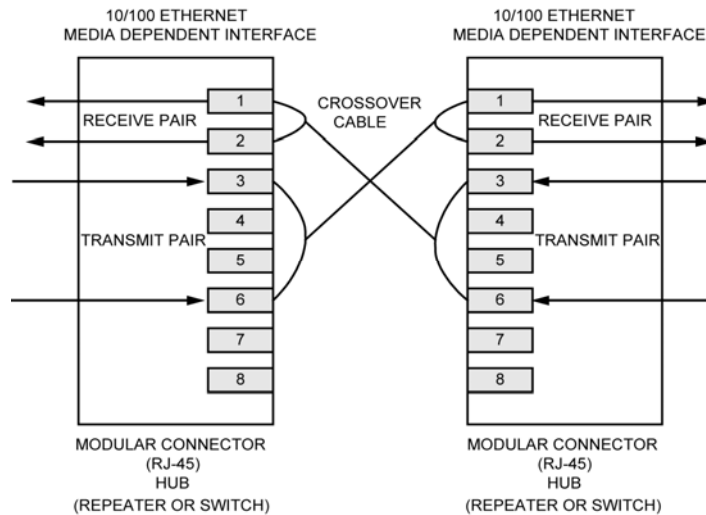 10/100 ETHERNET
MEDIA DEPENDENT INTERFACE
1
2
3
4
5
6
7
8
RECEIVE PAIR
TRANSMIT PAIR
MODULAR CONNECTOR
(RJ-45)
HUB
(REPEATER OR SWITCH)
CROSSOVER
CABLE
10/100 ETHERNET
MEDIA DEPENDENT INTERFACE
1
2
3
4
5
6
7
8
RECEIVE PAIR
TRANSMIT PAIR
MODULAR CONNECTOR
(RJ-45)
HUB
(REPEATER OR SWITCH)